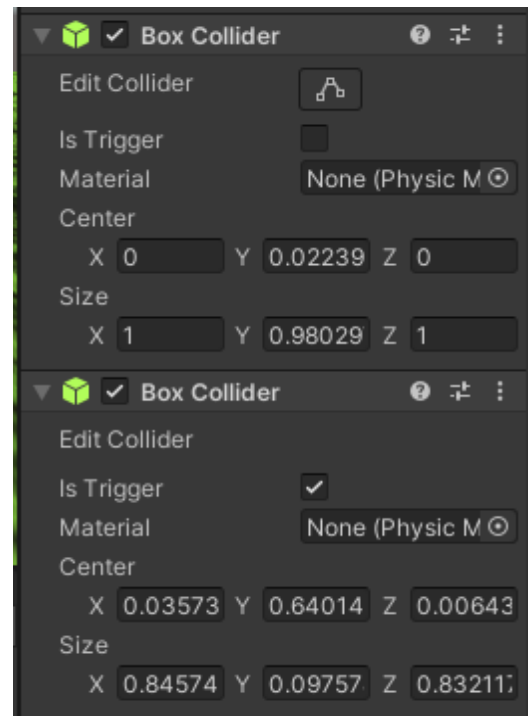 Box Collider
Edit Collider
Is Trigger
Material None (Physic M
Center
X 0 Y 0.02239 Z 0
Size
X 1 Y 0.98029 Z 1
Box Collider
Edit Collider
Is Trigger
Material None (Physic M
Center
X 0.03573 Y 0.64014 Z 0.00643
Size
X 0.84574 Y 0.09757 Z 0.832117